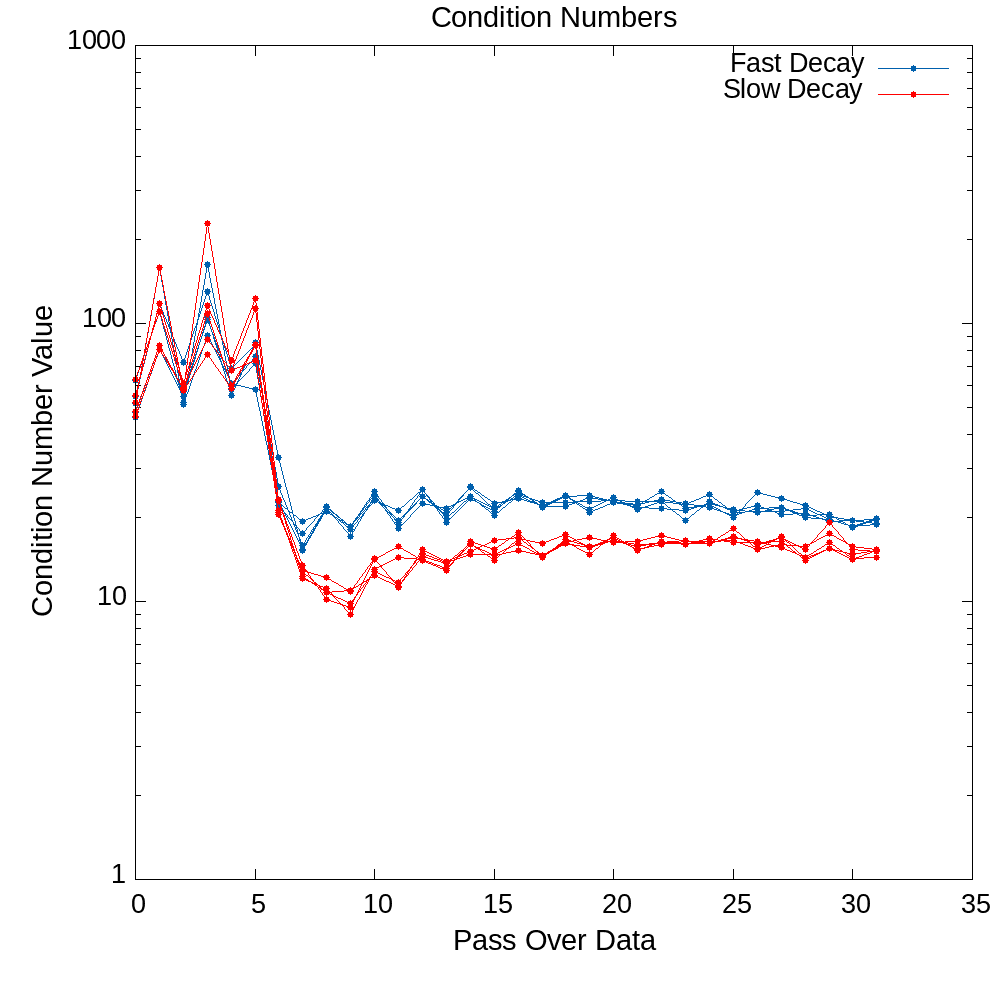 Condition Numbers
1000
Fast Decay
Slow Decay
100
Condition Number Value
10
1
0 5 10 15 20 25 30 35
Pass Over Data